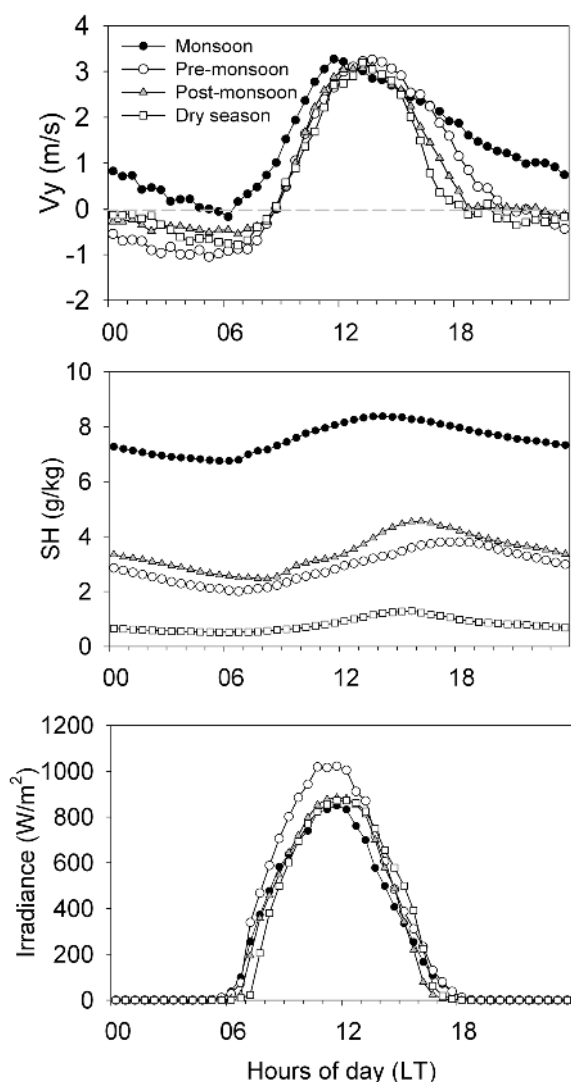 4
Monsoon
3
Pre-monsoon
Post-monsoon
2
Dry season
1
0
-1
-2
Vy (m/s)
00 06 12 18
10
8
6
4
2
0
SH (g/kg)
00 06 12 18
1200
1000
800
600
400
200
0
Irradiance (W/m²)
00 06 12 18
Hours of day (LT)